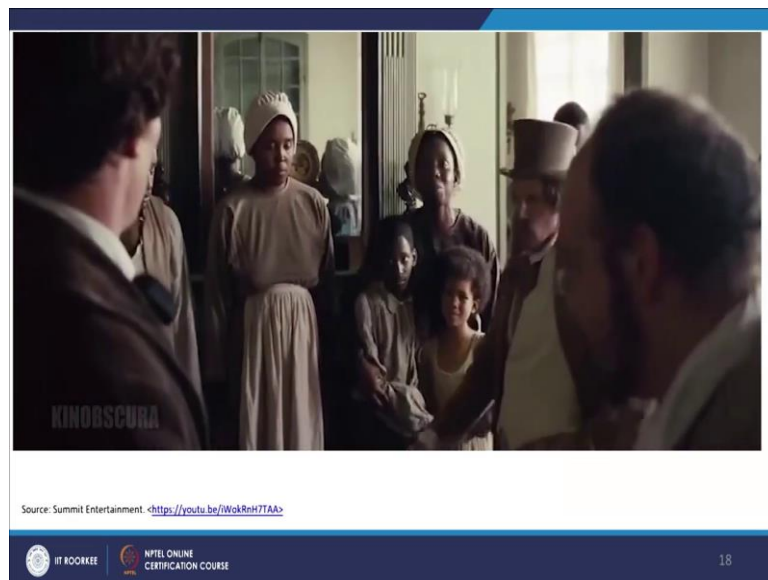 KINOBSCURA
Source: Summit Entertainment. <https://youtu.be/iWokRnH7TAA>
IIT ROORKEE
NPTEL ONLINE
CERTIFICATION COURSE
18